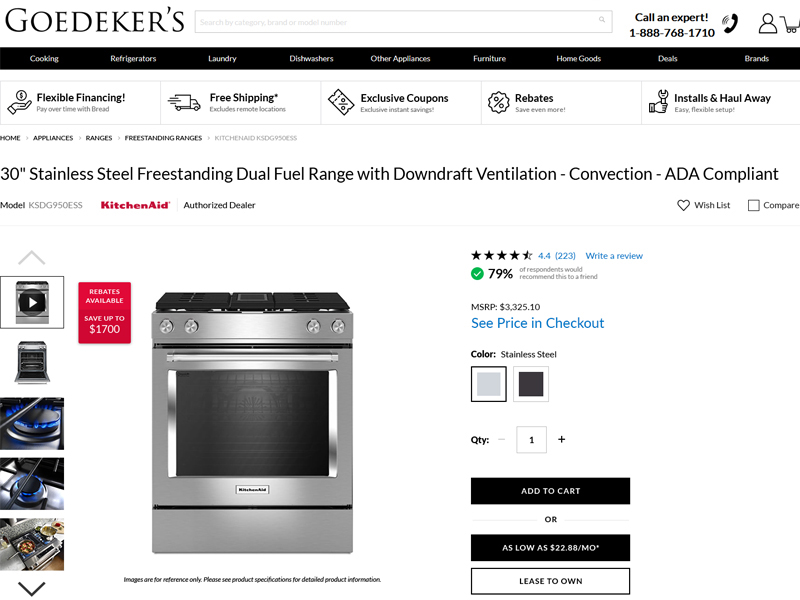 GOEDEKER'S
Search by category, brand or model number
Call an expert!
1-888-768-1710
Cooking Refrigerators Laundry Dishwashers Other Appliances Furniture Home Goods Deals Brands
Flexible Financing!
Pay over time with Bread
Free Shipping*
Excludes remote locations
Exclusive Coupons
Exclusive instant savings!
Rebates
Save even more!
Installs & Haul Away
Easy, flexible setup!
HOME > APPLIANCES > RANGES > FREESTANDING RANGES > KITCHENAID KSDG950ESS
30" Stainless Steel Freestanding Dual Fuel Range with Downdraft Ventilation - Convection - ADA Compliant
Model KSDG950ESS KitchenAid Authorized Dealer
Wish List Compare
REBATES
AVAILABLE
SAVE UP TO
$1700
KitchenAid
Images are for reference only. Please see product specifications for detailed product information.
4.4 (223) Write a review
79% of respondents would
recommend this to a friend
MSRP: $3,325.10
See Price in Checkout
Color: Stainless Steel
Qty: − 1 +
ADD TO CART
OR
AS LOW AS $22.88/MO*
LEASE TO OWN